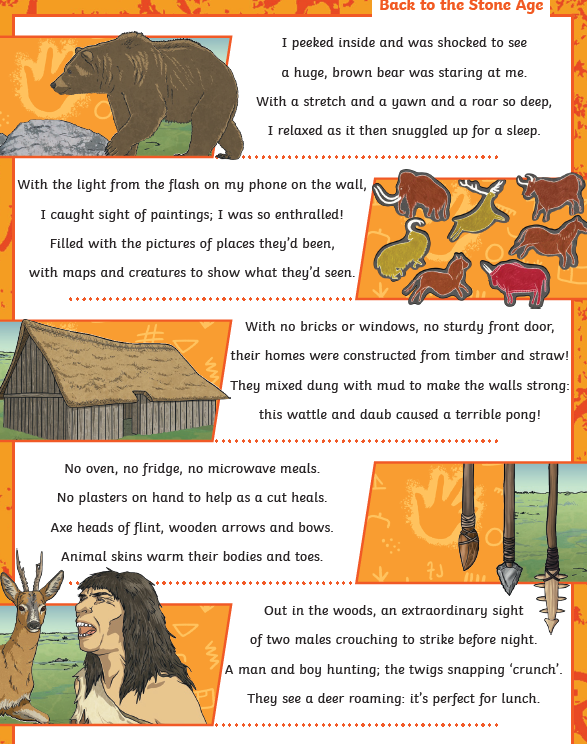 Back to the Stone Age
I peeked inside and was shocked to see
a huge, brown bear was staring at me.
With a stretch and a yawn and a roar so deep,
I relaxed as it then snuggled up for a sleep.
With the light from the flash on my phone on the wall,
I caught sight of paintings; I was so enthralled!
Filled with the pictures of places they’d been,
with maps and creatures to show what they’d seen.
With no bricks or windows, no sturdy front door,
their homes were constructed from timber and straw!
They mixed dung with mud to make the walls strong:
this wattle and daub caused a terrible pong!
No oven, no fridge, no microwave meals.
No plasters on hand to help as a cut heals.
Axe heads of flint, wooden arrows and bows.
Animal skins warm their bodies and toes.
Out in the woods, an extraordinary sight
of two males crouching to strike before night.
A man and boy hunting; the twigs snapping ‘crunch’.
They see a deer roaming: it’s perfect for lunch.